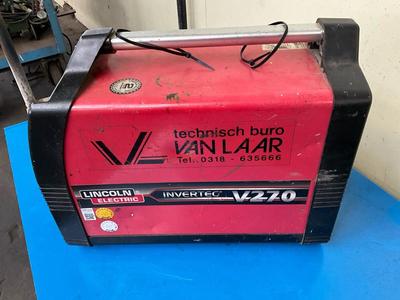 technisch buro
VAN LAAR
Tel.. 0318 - 635666
LINCOLN
ELECTRIC
INVERTEC
V270